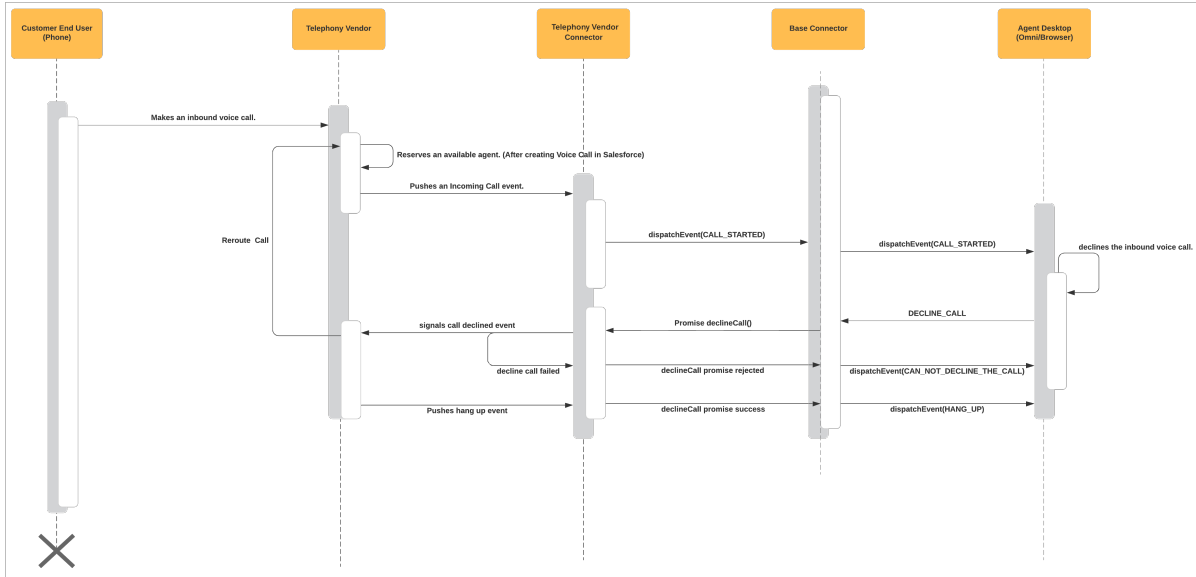 Customer End User
(Phone)
Telephony Vendor
Telephony Vendor
Connector
Base Connector
Agent Desktop
(Omni/Browser)
Makes an inbound voice call.
Reserves an available agent. (After creating Voice Call in Salesforce)
Pushes an Incoming Call event.
Reroute Call
dispatchEvent(CALL_STARTED)
dispatchEvent(CALL_STARTED)
declines the inbound voice call.
DECLINE_CALL
Promise declineCall()
signals call declined event
decline call failed
declineCall promise rejected
dispatchEvent(CAN_NOT_DECLINE_THE_CALL)
Pushes hang up event
declineCall promise success
dispatchEvent(HANG_UP)